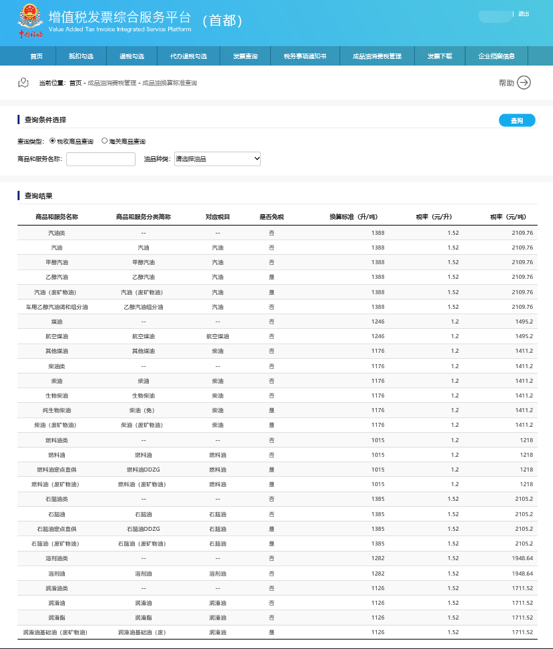 增值税发票综合服务平台 （首都）
Value Added Tax Invoice Integrated Service Platform
中国税务
| 退出
首页 抵扣勾选 退税勾选 代办退税勾选 发票查询 税务事项通知书 成品油消费税管理 发票下载 企业档案信息
当前位置：首页 » 成品油消费税管理 » 成品油换算标准查询 帮助
查询条件选择 查询
查询类型： 税收商品查询 海关商品查询
商品和服务名称： 油品种类： 请选择油品
查询结果
商品和服务名称 商品和服务分类简称 对应税目 是否免税 换算标准（升/吨） 税率（元/升） 税率（元/吨）
汽油类 -- -- 否 1388 1.52 2109.76
汽油 汽油 汽油 否 1388 1.52 2109.76
甲醇汽油 甲醇汽油 汽油 否 1388 1.52 2109.76
乙醇汽油 乙醇汽油 汽油 是 1388 1.52 2109.76
汽油（废矿物油） 汽油（废矿物油） 汽油 是 1388 1.52 2109.76
车用乙醇汽油调和组分油 乙醇汽油组分油 汽油 否 1388 1.52 2109.76
煤油 -- -- 否 1246 1.2 1495.2
航空煤油 航空煤油 航空煤油 否 1246 1.2 1495.2
其他煤油 其他煤油 柴油 否 1176 1.2 1411.2
柴油类 -- -- 否 1176 1.2 1411.2
柴油 柴油 柴油 否 1176 1.2 1411.2
生物柴油 生物柴油 柴油 否 1176 1.2 1411.2
纯生物柴油 柴油（免） 柴油 是 1176 1.2 1411.2
柴油（废矿物油） 柴油（废矿物油） 柴油 是 1176 1.2 1411.2
燃料油类 -- -- 否 1015 1.2 1218
燃料油 燃料油 燃料油 否 1015 1.2 1218
燃料油定点直供 燃料油DDZG 燃料油 是 1015 1.2 1218
燃料油（废矿物油） 燃料油（废矿物油） 燃料油 是 1015 1.2 1218
石脑油类 -- -- 否 1385 1.52 2105.2
石脑油 石脑油 石脑油 否 1385 1.52 2105.2
石脑油定点直供 石脑油DDZG 石脑油 是 1385 1.52 2105.2
石脑油（废矿物油） 石脑油（废矿物油） 石脑油 是 1385 1.52 2105.2
溶剂油类 -- -- 否 1282 1.52 1948.64
溶剂油 溶剂油 溶剂油 否 1282 1.52 1948.64
润滑油类 -- -- 否 1126 1.52 1711.52
润滑油 润滑油 润滑油 否 1126 1.52 1711.52
润滑脂 润滑脂 润滑油 否 1126 1.52 1711.52
润滑油基础油（废矿物油） 润滑油基础油（废） 润滑油 是 1126 1.52 1711.52